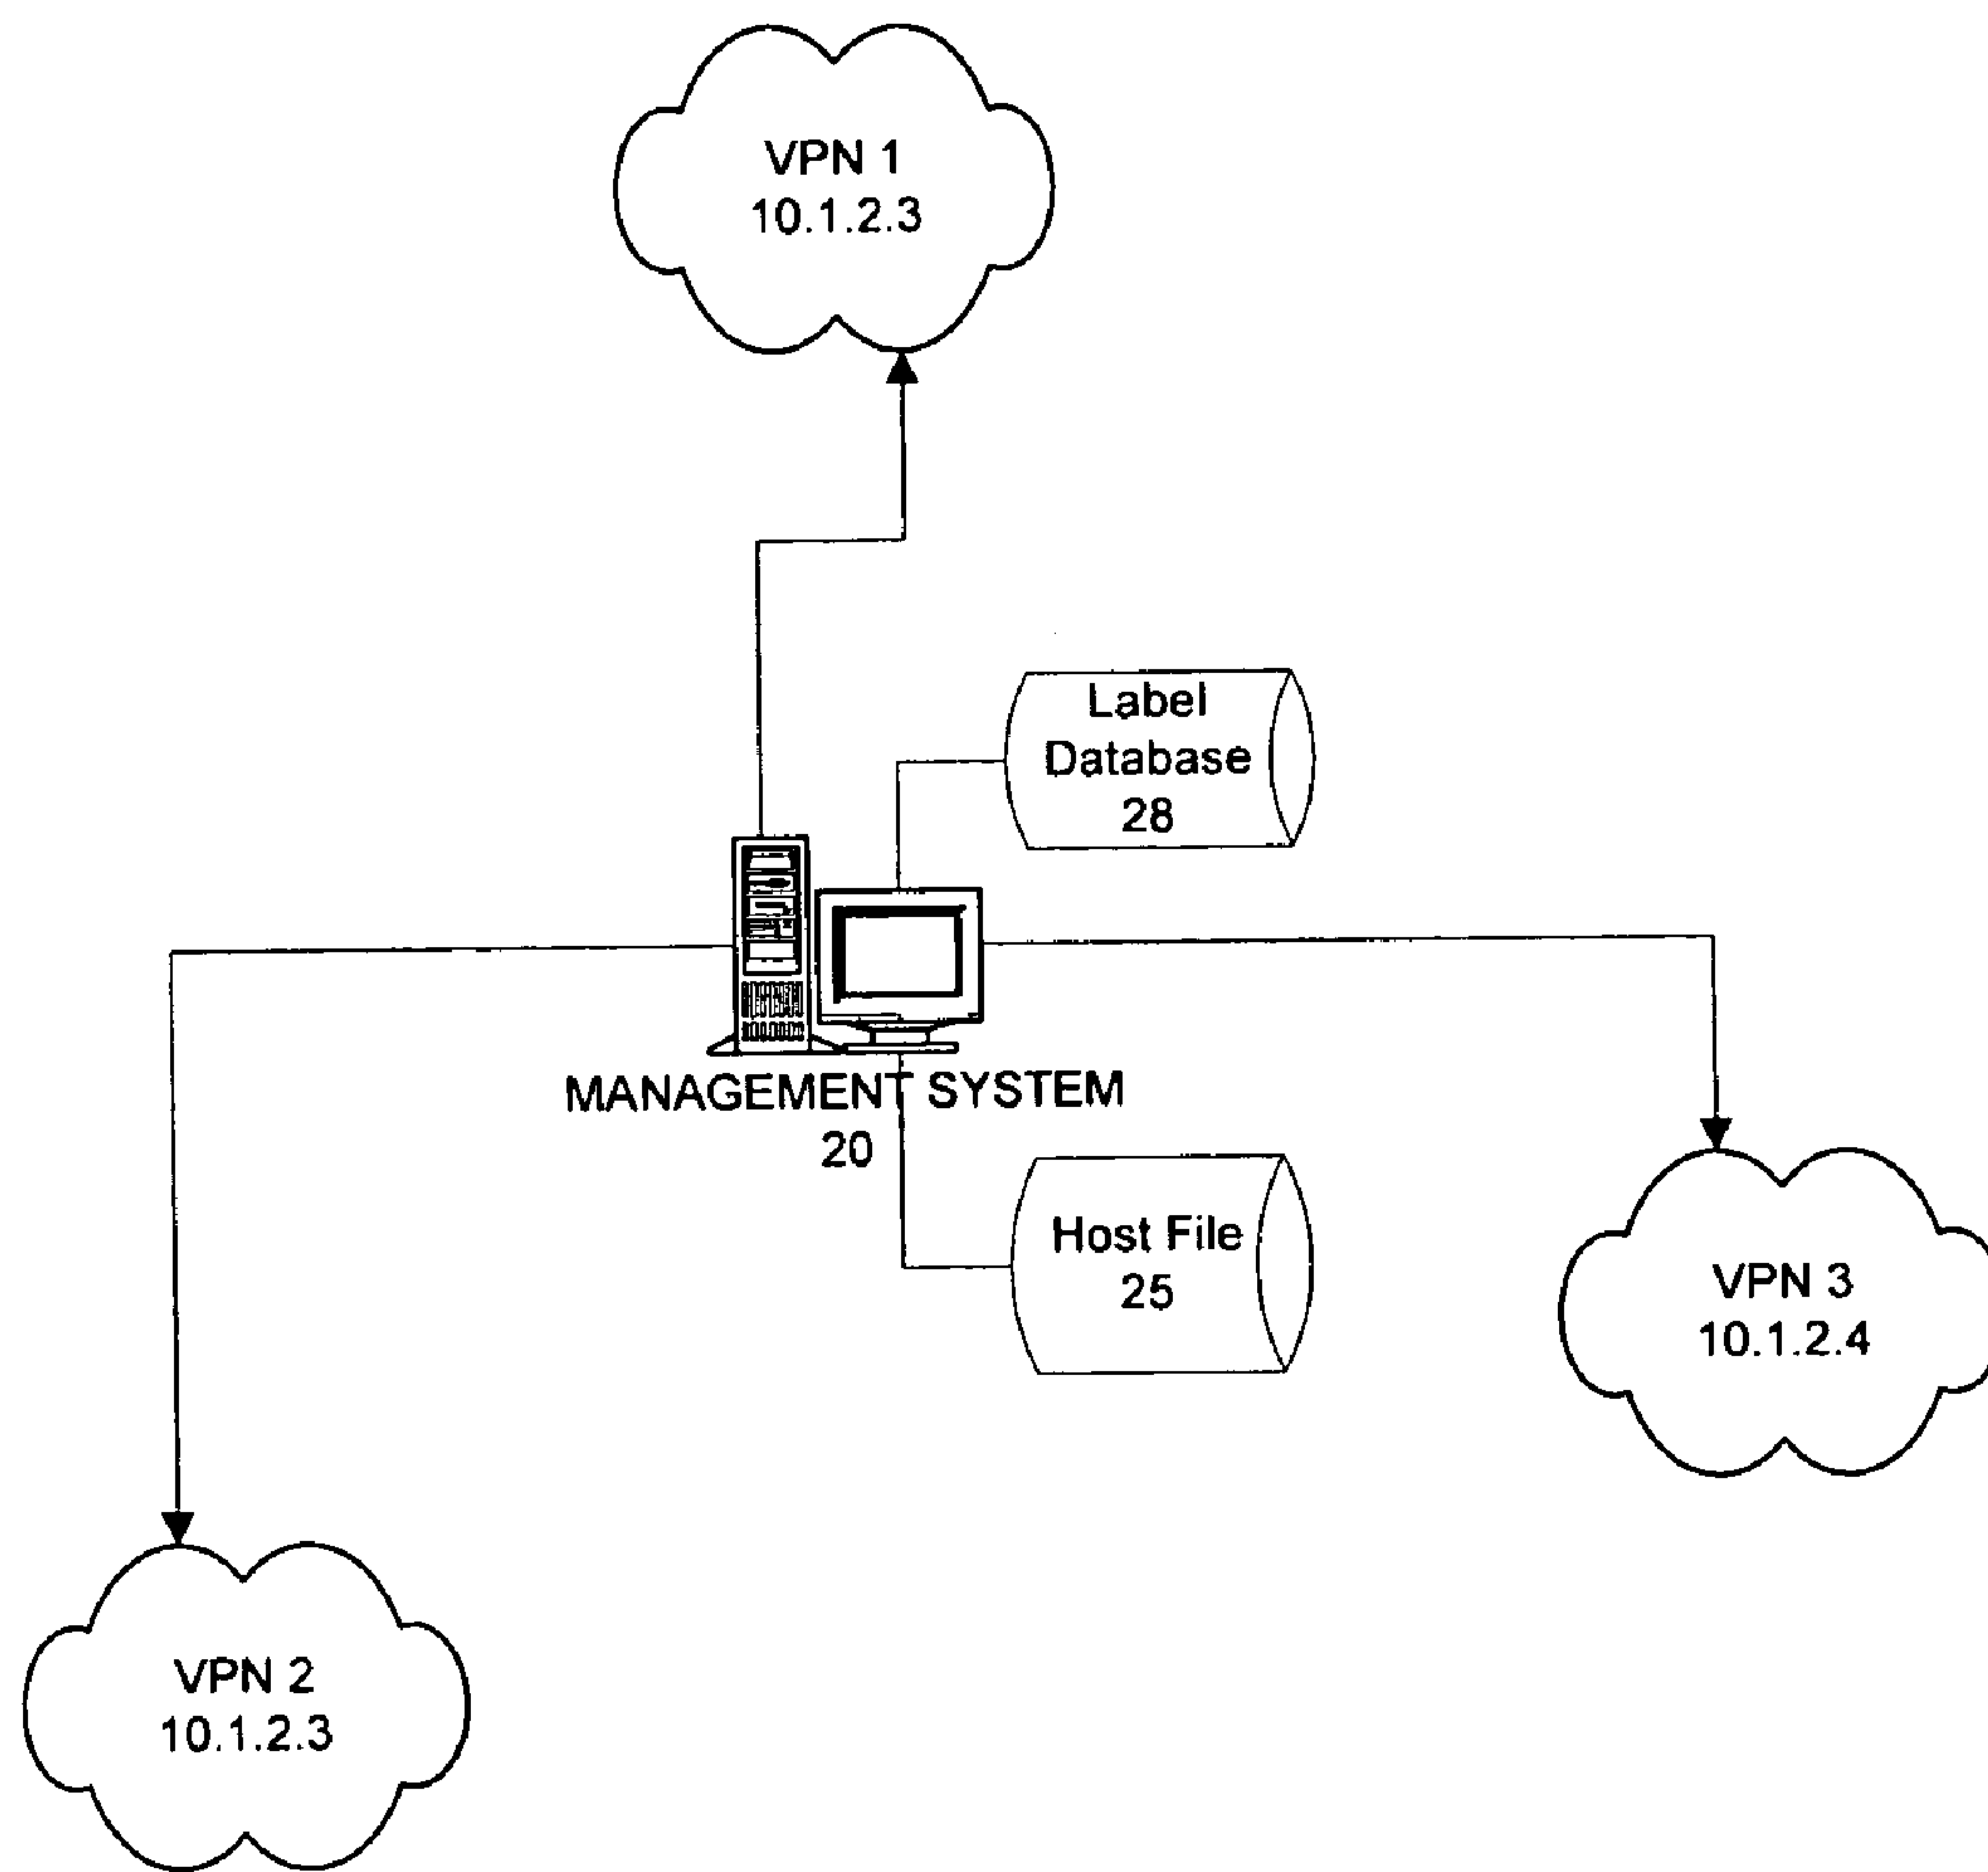 VPN 1
10.1.2.3
Label
Database
28
MANAGEMENT SYSTEM
20
Host File
25
VPN 3
10.1.2.4
VPN 2
10.1.2.3